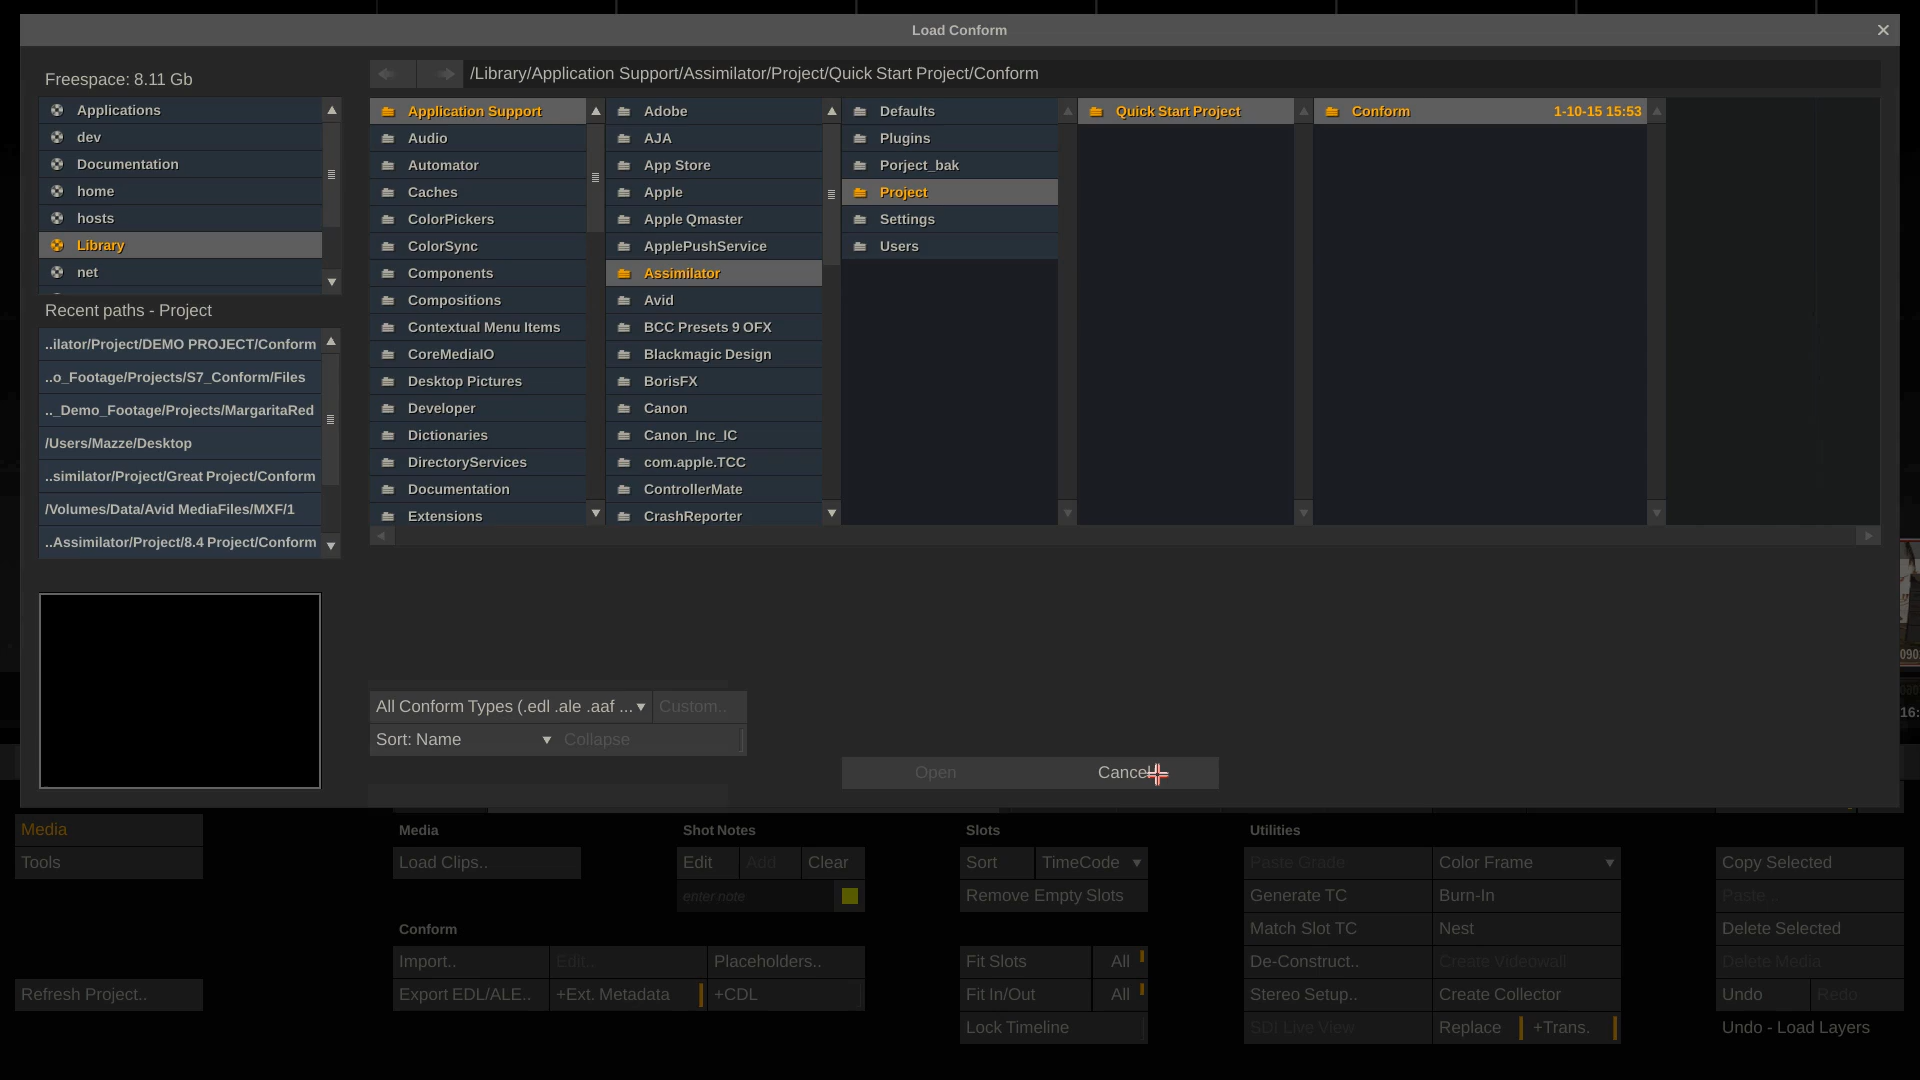 Load Conform
Freespace: 8.11 Gb
/Library/Application Support/Assimilator/Project/Quick Start Project/Conform
Applications
dev
Documentation
home
hosts
Library
net
Recent paths - Project
..ilator/Project/DEMO PROJECT/Conform
..o_Footage/Projects/S7_Conform/Files
.._Demo_Footage/Projects/MargaritaRed
/Users/Mazze/Desktop
..similator/Project/Great Project/Conform
/Volumes/Data/Avid MediaFiles/MXF/1
..Assimilator/Project/8.4 Project/Conform
Application Support
Audio
Automator
Caches
ColorPickers
ColorSync
Components
Compositions
Contextual Menu Items
CoreMediaIO
Desktop Pictures
Developer
Dictionaries
DirectoryServices
Documentation
Extensions
Adobe
AJA
App Store
Apple
Apple Qmaster
ApplePushService
Assimilator
Avid
BCC Presets 9 OFX
Blackmagic Design
BorisFX
Canon
Canon_Inc_IC
com.apple.TCC
ControllerMate
CrashReporter
Defaults
Plugins
Porject_bak
Project
Settings
Users
Quick Start Project
Conform 1-10-15 15:53
All Conform Types (.edl .ale .aaf ... Custom..
Sort: Name Collapse
Open Cancel
090
16:
Media
Tools
Refresh Project..
Media
Load Clips..
Conform
Import.. Edit.. Placeholders..
Export EDL/ALE.. +Ext. Metadata +CDL
Shot Notes
Edit Add Clear
enter note
Slots
Sort TimeCode
Remove Empty Slots
Fit Slots All
Fit In/Out All
Lock Timeline
Utilities
Paste Grade Color Frame
Generate TC Burn-In
Match Slot TC Nest
De-Construct.. Create Videowall
Stereo Setup.. Create Collector
SDI Live View Replace +Trans.
Copy Selected
Paste..
Delete Selected
Delete Media
Undo Redo
Undo - Load Layers